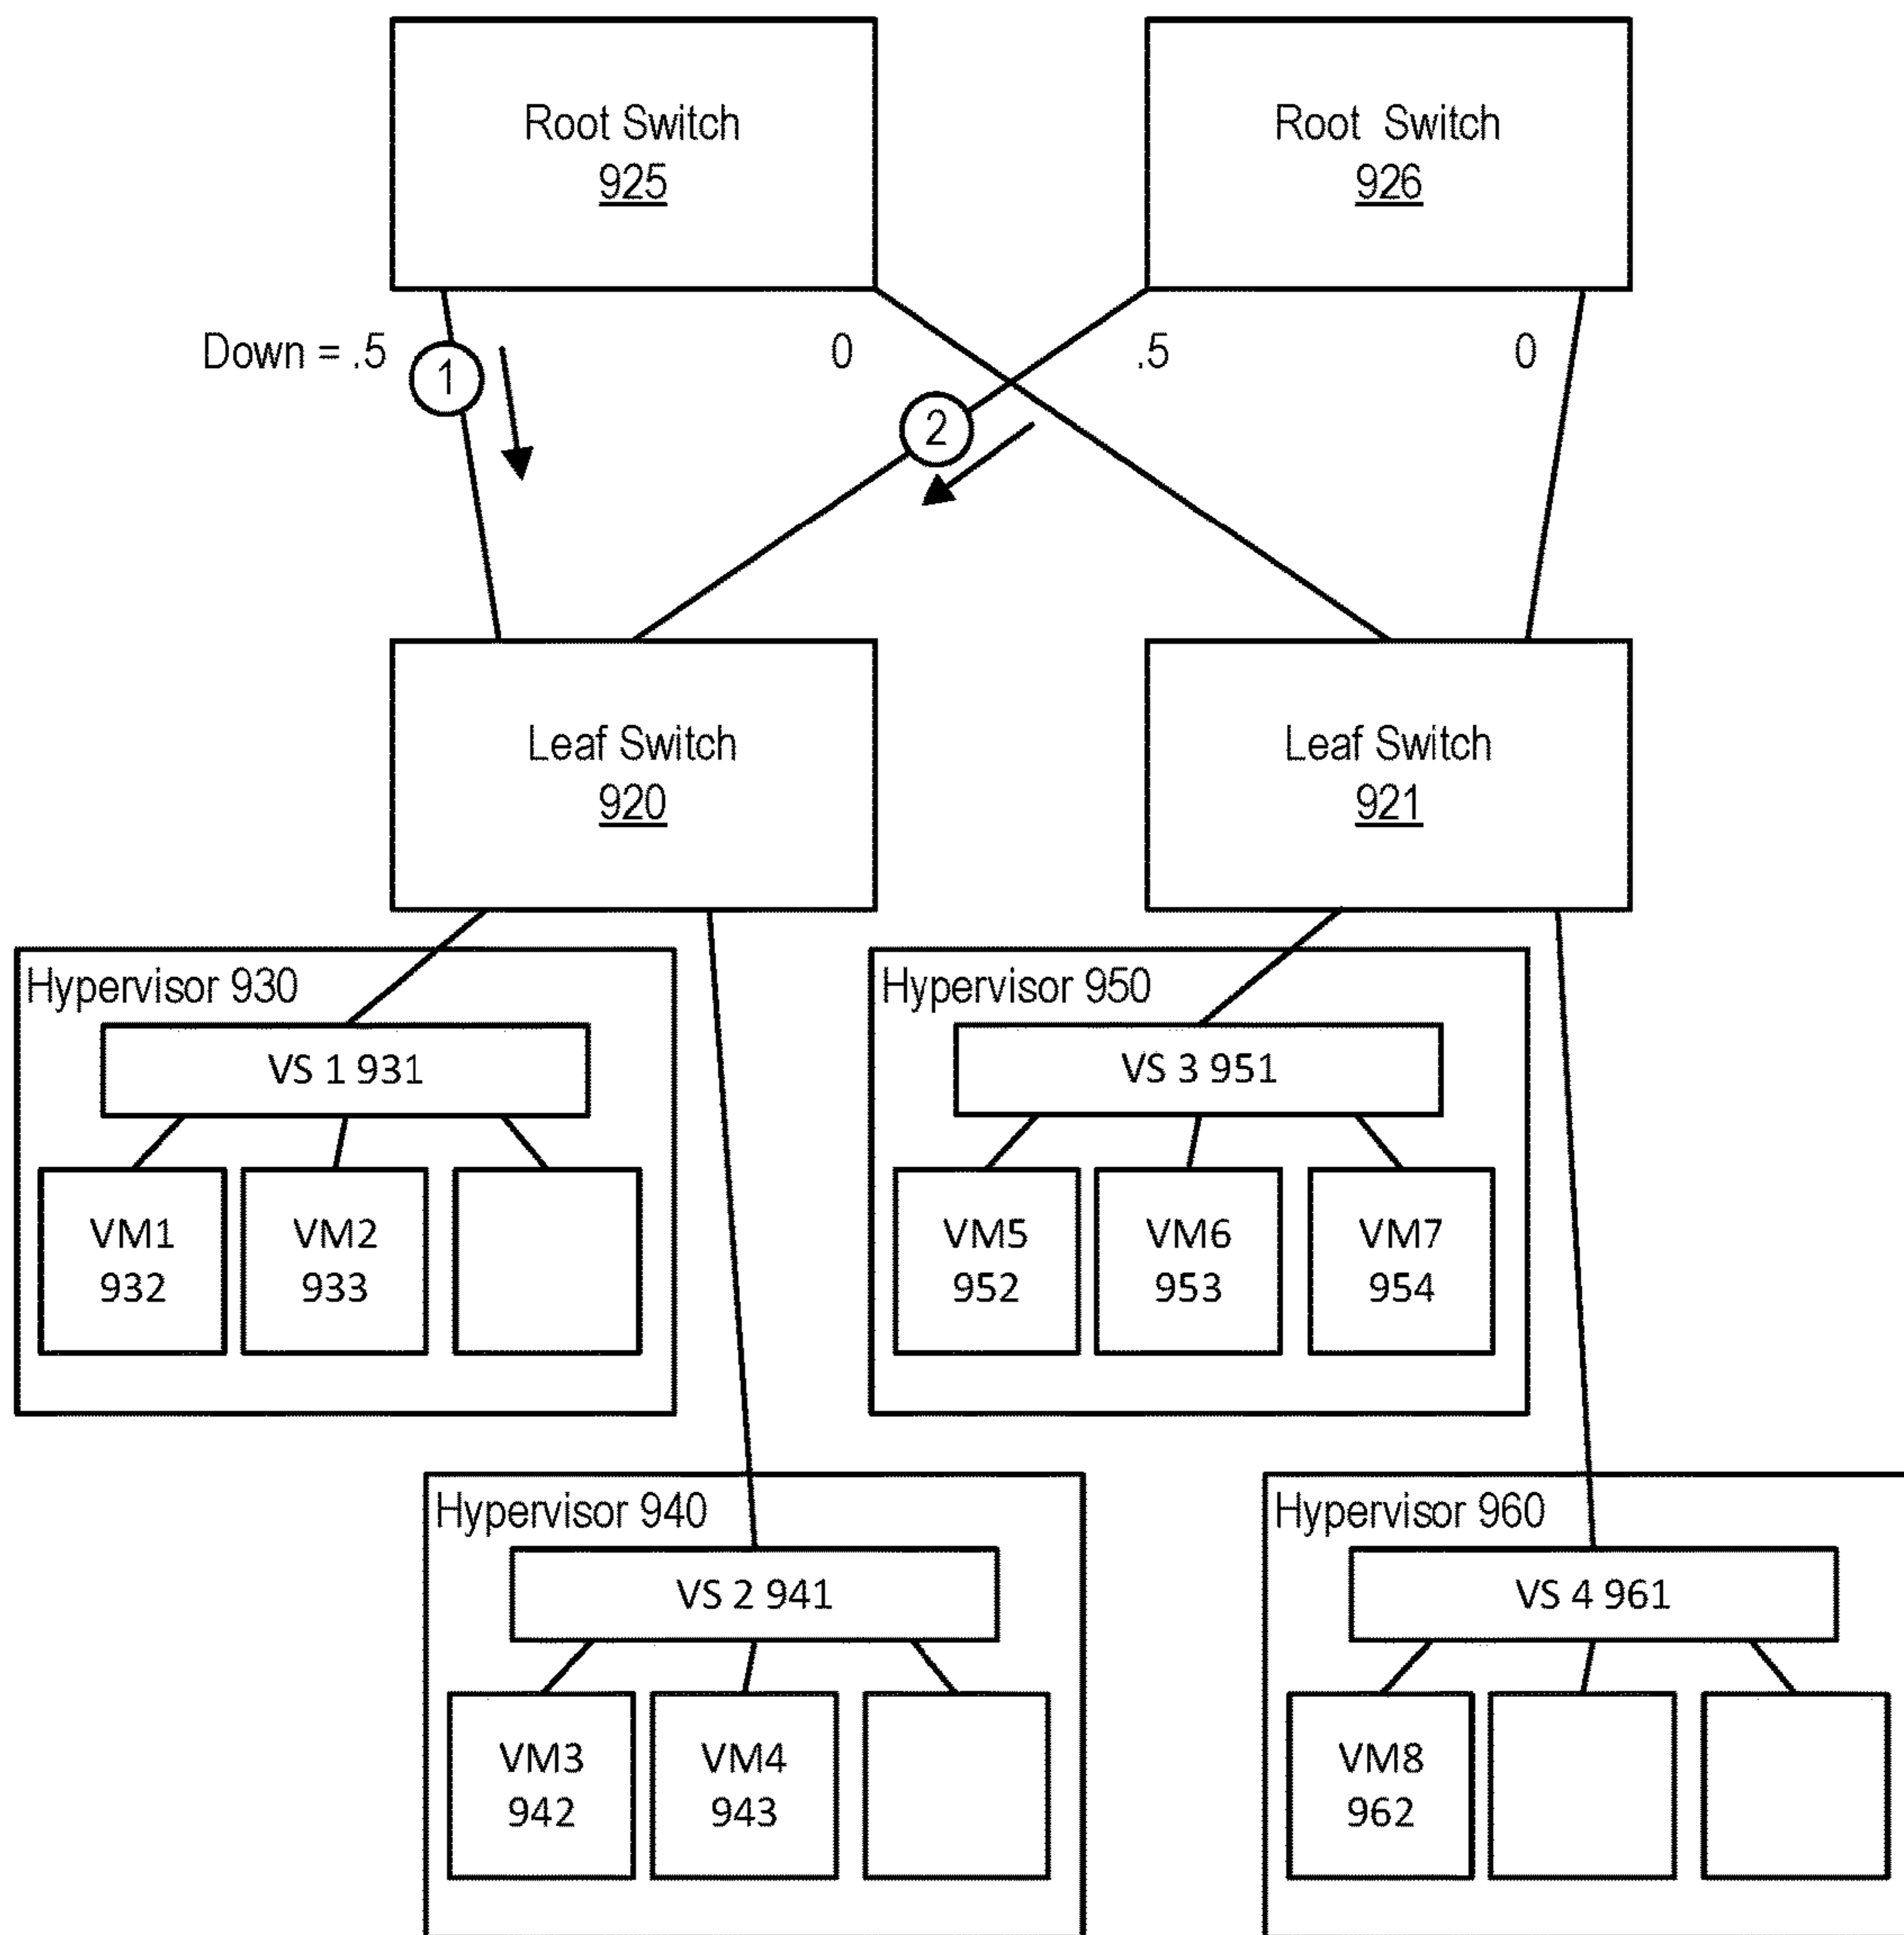 Root Switch
925
Root Switch
926
Down = .5
0
.5
0
1
2
Leaf Switch
920
Leaf Switch
921
Hypervisor 930
VS 1 931
VM1
932
VM2
933
Hypervisor 950
VS 3 951
VM5
952
VM6
953
VM7
954
Hypervisor 940
VS 2 941
VM3
942
VM4
943
Hypervisor 960
VS 4 961
VM8
962